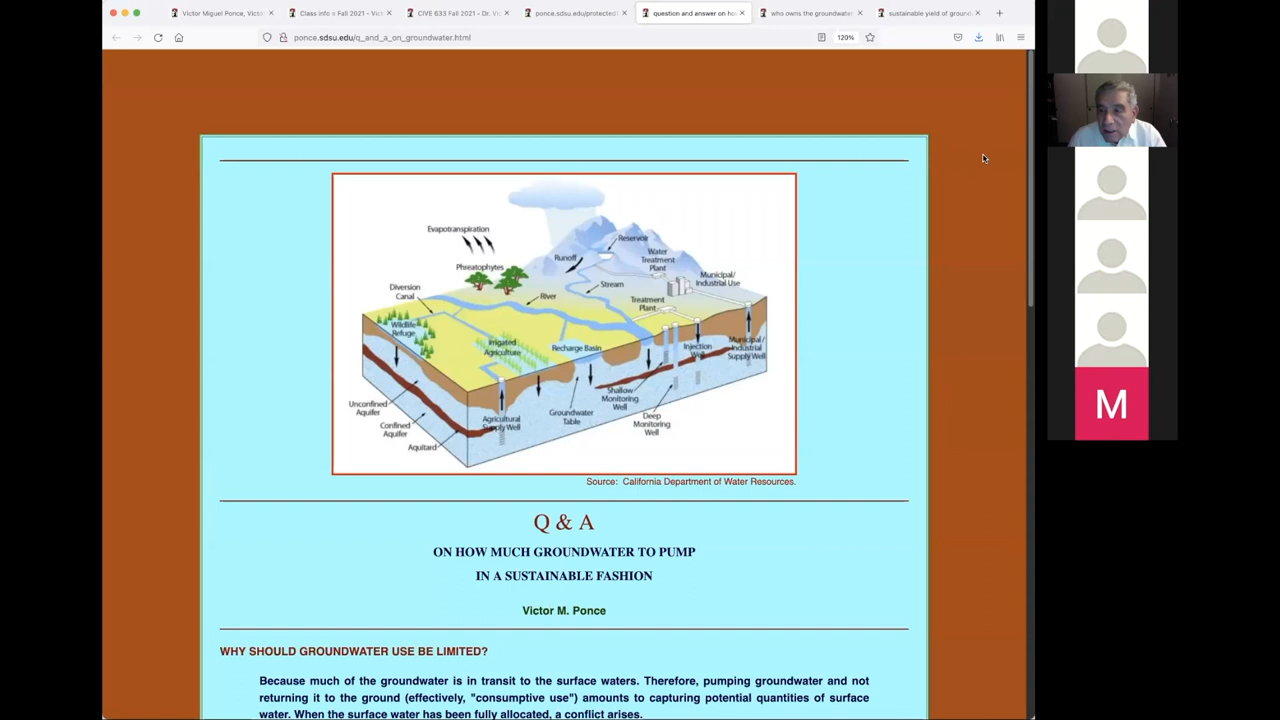 Victor Miguel Ponce, Victor
Class info o Fall 2021 - Vict
CIVE 633 Fall 2021 - Dr. Vi
ponce.sdsu.edu/protected
question and answer on ho
who owns the groundwater
sustainable yield of groun
ponce.sdsu.edu/q_and_a_on_groundwater.html
120%
Evapotranspiration
Phreatophytes
Diversion
Canal
Wildlife
Refuge
Irrigated
Agriculture
River
Runoff
Stream
Reservoir
Water
Treatment
Plant
Municipal/
Industrial Use
Treatment
Plant
Recharge Basin
Injection
Well
Municipal/
Industrial
Supply Well
Shallow
Monitoring
Well
Deep
Monitoring
Well
Groundwater
Table
Agricultural
Supply Well
Unconfined
Aquifer
Confined
Aquifer
Aquitard
Source: California Department of Water Resources.
Q & A
ON HOW MUCH GROUNDWATER TO PUMP
IN A SUSTAINABLE FASHION
Victor M. Ponce
WHY SHOULD GROUNDWATER USE BE LIMITED?
Because much of the groundwater is in transit to the surface waters. Therefore, pumping groundwater and not
returning it to the ground (effectively, "consumptive use") amounts to capturing potential quantities of surface
water. When the surface water has been fully allocated, a conflict arises.
M